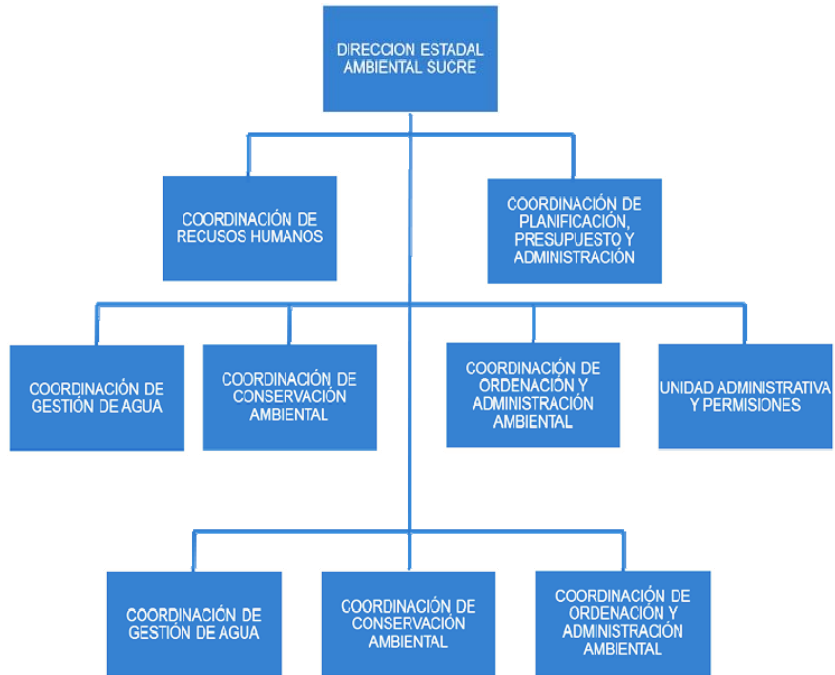 DIRECCION ESTADAL
AMBIENTAL SUCRE
COORDINACIÓN DE
RECUSOS HUMANOS
COORDINACIÓN DE
PLANIFICACIÓN,
PRESUPUESTO Y
ADMINISTRACIÓN
COORDINACIÓN DE
GESTIÓN DE AGUA
COORDINACIÓN DE
CONSERVACIÓN
AMBIENTAL
COORDINACIÓN DE
ORDENACIÓN Y
ADMINISTRACIÓN
AMBIENTAL
UNIDAD ADMINISTRATIVA
Y PERMISIONES
COORDINACIÓN DE
GESTIÓN DE AGUA
COORDINACIÓN DE
CONSERVACIÓN
AMBIENTAL
COORDINACIÓN DE
ORDENACIÓN Y
ADMINISTRACIÓN
AMBIENTAL